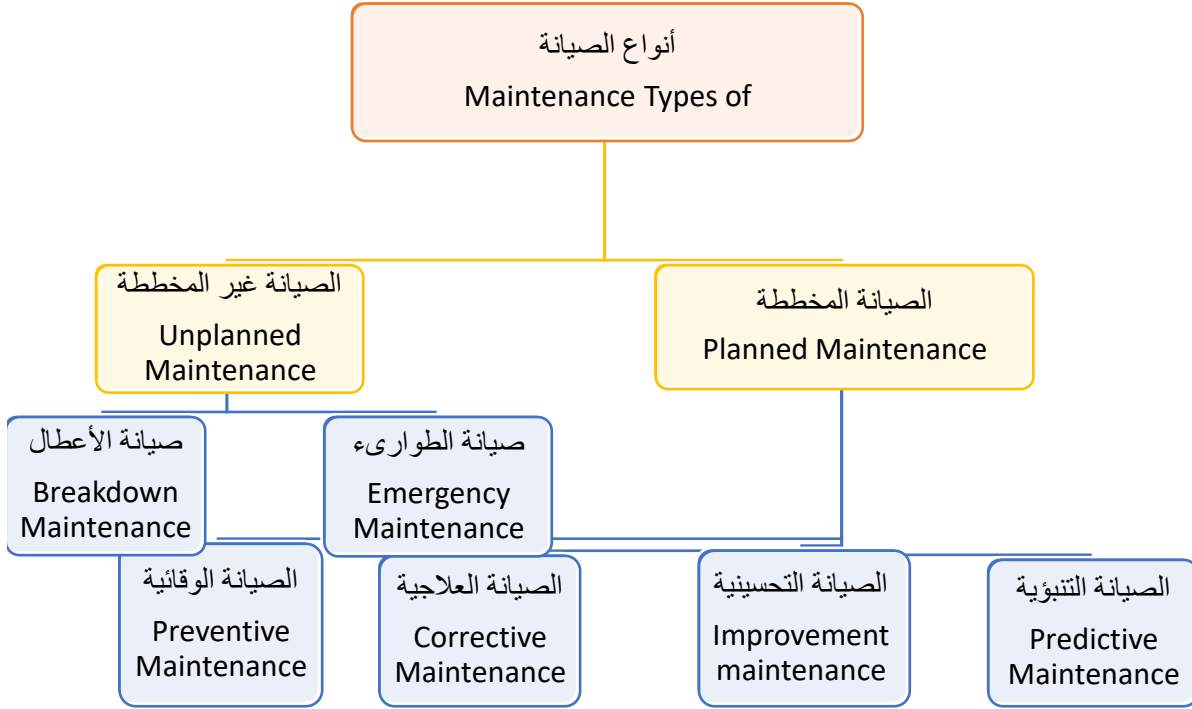 أنواع الصيانة
Maintenance Types of
الصيانة غير المخططة
Unplanned
Maintenance
الصيانة المخططة
Planned Maintenance
صيانة الأعطال
Breakdown
Maintenance
صيانة الطوارىء
Emergency
Maintenance
الصيانة الوقائية
Preventive
Maintenance
الصيانة العلاجية
Corrective
Maintenance
الصيانة التحسينية
Improvement
maintenance
الصيانة التنبؤية
Predictive
Maintenance